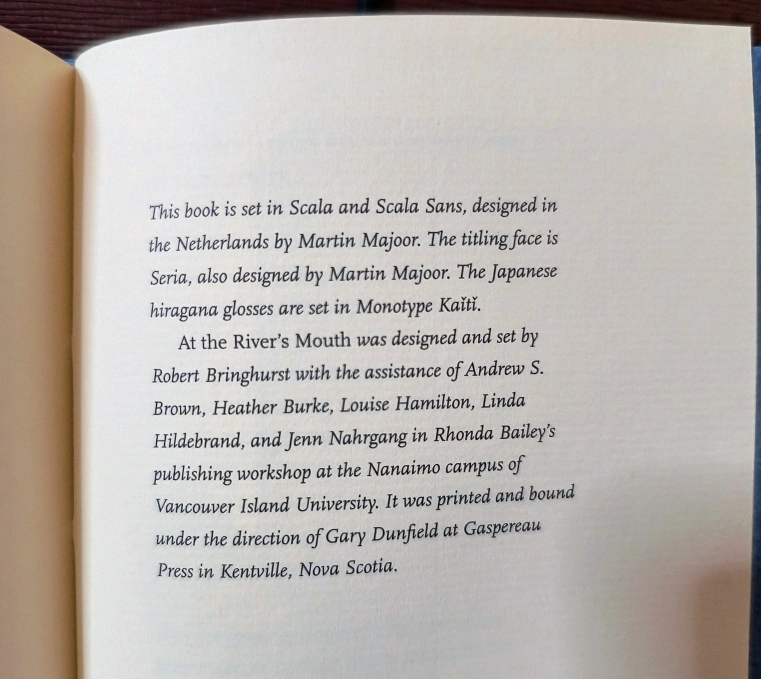 This book is set in Scala and Scala Sans, designed in
the Netherlands by Martin Majoor. The titling face is
Seria, also designed by Martin Majoor. The Japanese
hiragana glosses are set in Monotype Kaĭtĭ.
At the River's Mouth was designed and set by
Robert Bringhurst with the assistance of Andrew S.
Brown, Heather Burke, Louise Hamilton, Linda
Hildebrand, and Jenn Nahrgang in Rhonda Bailey's
publishing workshop at the Nanaimo campus of
Vancouver Island University. It was printed and bound
under the direction of Gary Dunfield at Gaspereau
Press in Kentville, Nova Scotia.